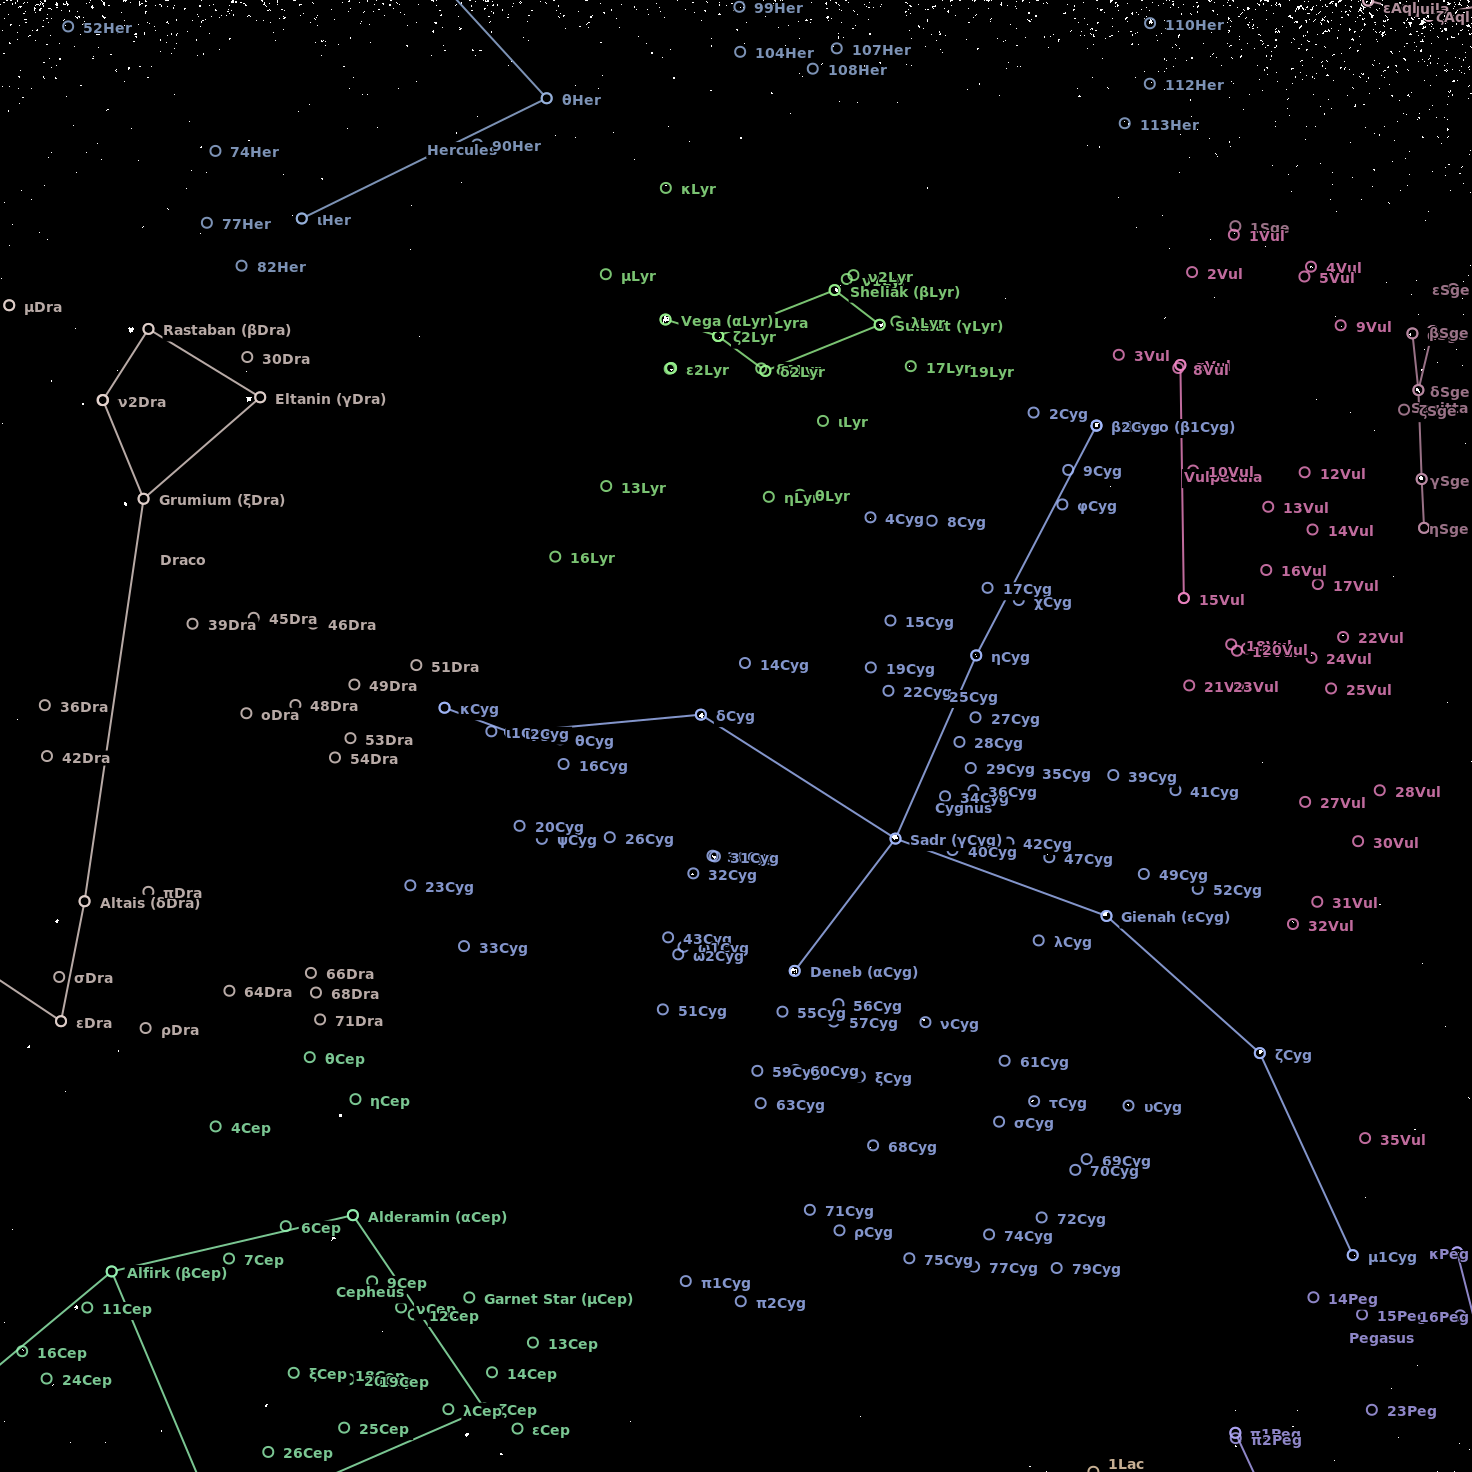 εAql
ζAql
99Her
110Her
52Her
104Her
107Her
108Her
112Her
θHer
113Her
Hercules
90Her
74Her
κLyr
ιHer
77Her
1Sge
1Vul
82Her
μLyr
ν2Lyr
2Vul
4Vul
5Vul
Sheliak (βLyr)
εSge
μDra
Vega (αLyr)
Lyra
λLyr
(γLyr)
9Vul
βSge
Rastaban (βDra)
ζ2Lyr
30Dra
3Vul
ε2Lyr
δ2Lyr
17Lyr
19Lyr
8Vul
δSge
Eltanin (γDra)
ν2Dra
ζSge
ιLyr
2Cyg
β2Cyg
(β1Cyg)
9Cyg
10Vul
12Vul
Vulpecula
γSge
13Lyr
ηLyr
θLyr
Grumium (ξDra)
φCyg
13Vul
4Cyg
8Cyg
14Vul
ηSge
Draco
16Lyr
16Vul
17Cyg
17Vul
χCyg
15Vul
39Dra
45Dra
46Dra
15Cyg
22Vul
20Vul
24Vul
51Dra
14Cyg
19Cyg
ηCyg
49Dra
22Cyg
25Cyg
21Vul
23Vul
25Vul
36Dra
48Dra
οDra
κCyg
δCyg
27Cyg
ι2Cyg
θCyg
53Dra
28Cyg
42Dra
54Dra
16Cyg
29Cyg
35Cyg
39Cyg
36Cyg
34Cyg
41Cyg
28Vul
27Vul
Cygnus
20Cyg
ψCyg
26Cyg
Sadr (γCyg)
42Cyg
40Cyg
47Cyg
30Vul
31Cyg
32Cyg
49Cyg
23Cyg
52Cyg
πDra
Altais (δDra)
31Vul
Gienah (εCyg)
32Vul
33Cyg
43Cyg
ω1Cyg
ω2Cyg
λCyg
σDra
66Dra
Deneb (αCyg)
64Dra
68Dra
51Cyg
55Cyg
56Cyg
57Cyg
νCyg
εDra
ρDra
71Dra
θCep
ζCyg
61Cyg
59Cyg
60Cyg
ξCyg
ηCep
63Cyg
τCyg
υCyg
4Cep
σCyg
68Cyg
35Vul
69Cyg
70Cyg
Alderamin (αCep)
6Cep
71Cyg
72Cyg
ρCyg
74Cyg
7Cep
75Cyg
77Cyg
79Cyg
μ1Cyg
κPeg
Alfirk (βCep)
9Cep
Cepheus
π1Cyg
π2Cyg
Garnet Star (μCep)
14Peg
11Cep
νCep
12Cep
15Peg
16Peg
Pegasus
13Cep
16Cep
24Cep
ξCep
18Cep
19Cep
14Cep
λCep
ζCep
23Peg
25Cep
εCep
π1Peg
π2Peg
26Cep
1Lac